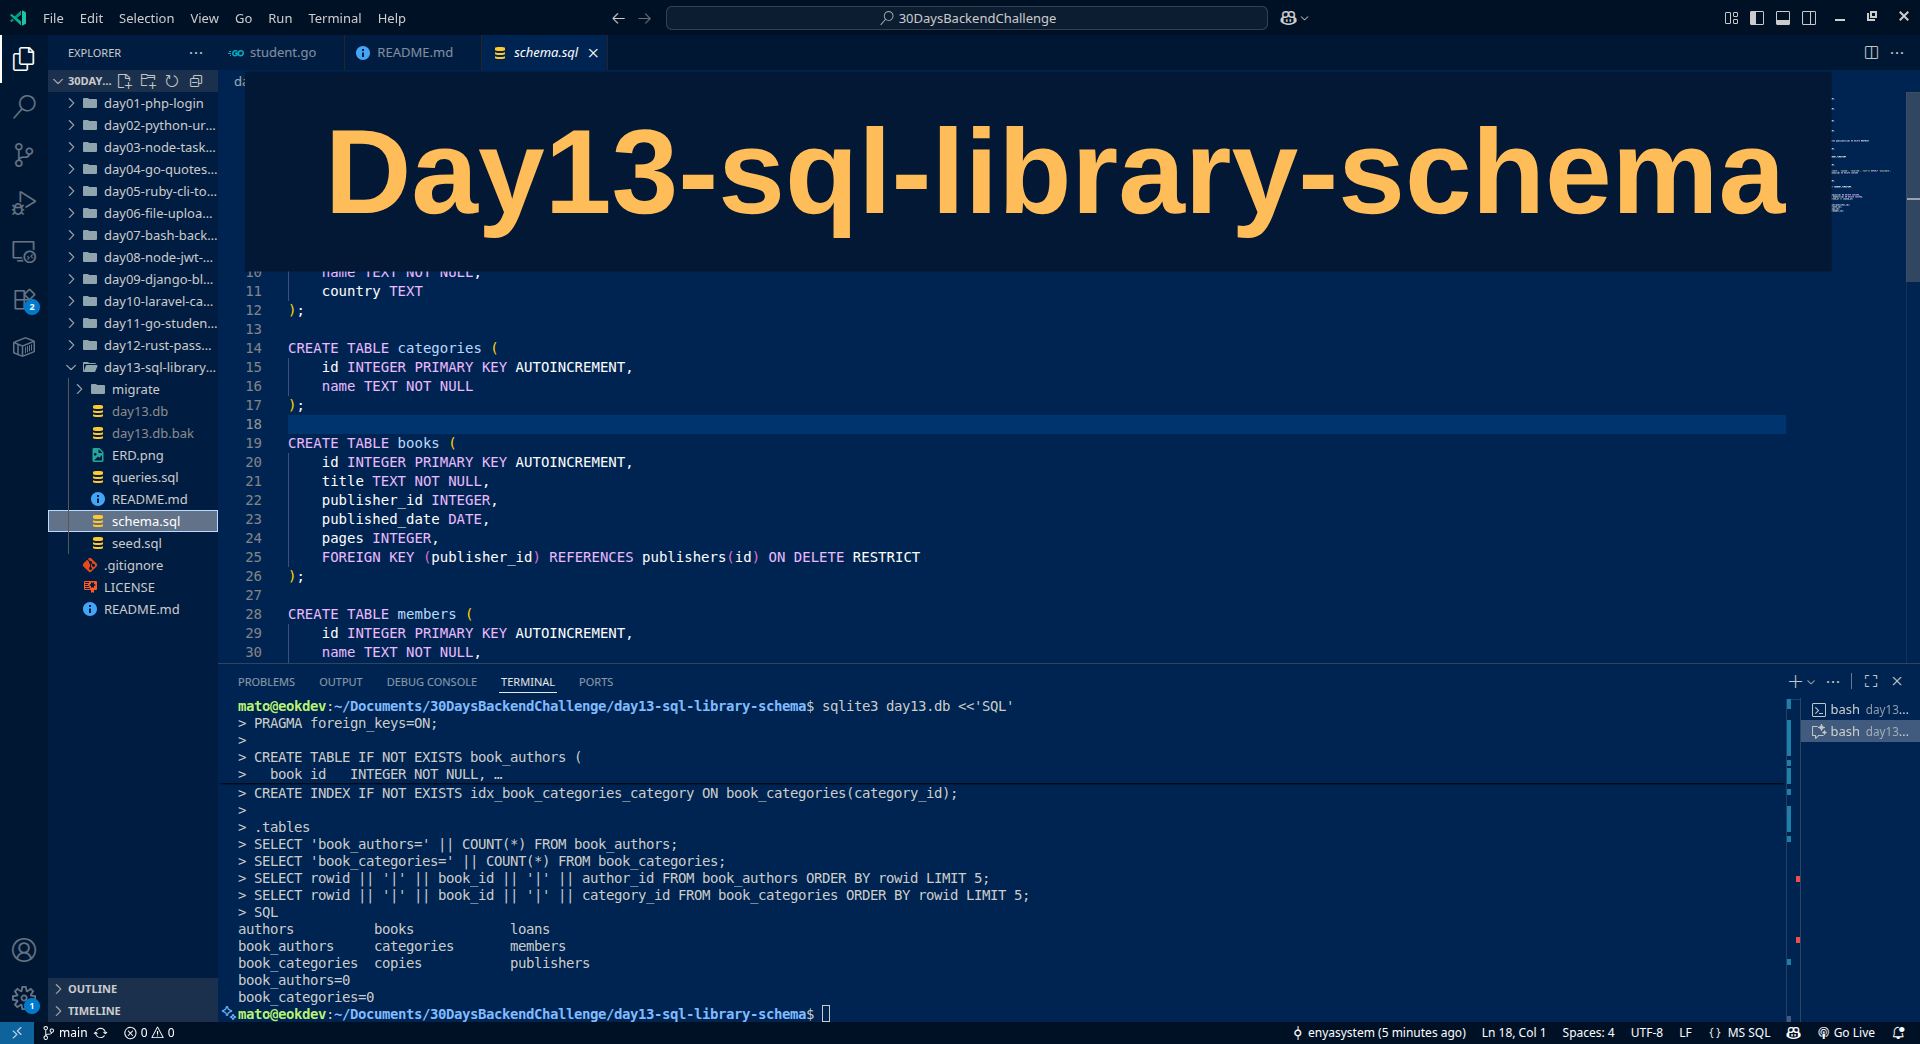 File Edit Selection View Go Run Terminal Help
30DaysBackendChallenge
EXPLORER
student.go
README.md
schema.sql
30DAY...
day01-php-login
day02-python-ur...
day03-node-task...
day04-go-quotes...
day05-ruby-cli-to...
day06-file-uploa...
day07-bash-back...
day08-node-jwt-...
day09-django-bl...
day10-laravel-ca...
day11-go-studen...
day12-rust-pass...
day13-sql-library...
migrate
day13.db
day13.db.bak
ERD.png
queries.sql
README.md
schema.sql
seed.sql
.gitignore
LICENSE
README.md
OUTLINE
TIMELINE
Day13-sql-library-schema
10 name TEXT NOT NULL,
11 country TEXT
12 );
13
14 CREATE TABLE categories (
15 id INTEGER PRIMARY KEY AUTOINCREMENT,
16 name TEXT NOT NULL
17 );
18
19 CREATE TABLE books (
20 id INTEGER PRIMARY KEY AUTOINCREMENT,
21 title TEXT NOT NULL,
22 publisher_id INTEGER,
23 published_date DATE,
24 pages INTEGER,
25 FOREIGN KEY (publisher_id) REFERENCES publishers(id) ON DELETE RESTRICT
26 );
27
28 CREATE TABLE members (
29 id INTEGER PRIMARY KEY AUTOINCREMENT,
30 name TEXT NOT NULL,
PROBLEMS OUTPUT DEBUG CONSOLE TERMINAL PORTS
mato@eokdev:~/Documents/30DaysBackendChallenge/day13-sql-library-schema$ sqlite3 day13.db <<'SQL'
> PRAGMA foreign_keys=ON;
>
> CREATE TABLE IF NOT EXISTS book_authors (
> book_id INTEGER NOT NULL, …
> CREATE INDEX IF NOT EXISTS idx_book_categories_category ON book_categories(category_id);
>
> .tables
> SELECT 'book_authors=' || COUNT(*) FROM book_authors;
> SELECT 'book_categories=' || COUNT(*) FROM book_categories;
> SELECT rowid || '|' || book_id || '|' || author_id FROM book_authors ORDER BY rowid LIMIT 5;
> SELECT rowid || '|' || book_id || '|' || category_id FROM book_categories ORDER BY rowid LIMIT 5;
> SQL
authors books loans
book_authors categories members
book_categories copies publishers
book_authors=0
book_categories=0
mato@eokdev:~/Documents/30DaysBackendChallenge/day13-sql-library-schema$
bash day13...
bash day13...
2
1
main
0 0
enyasystem (5 minutes ago)
Ln 18, Col 1
Spaces: 4
UTF-8
LF
{ } MS SQL
Go Live